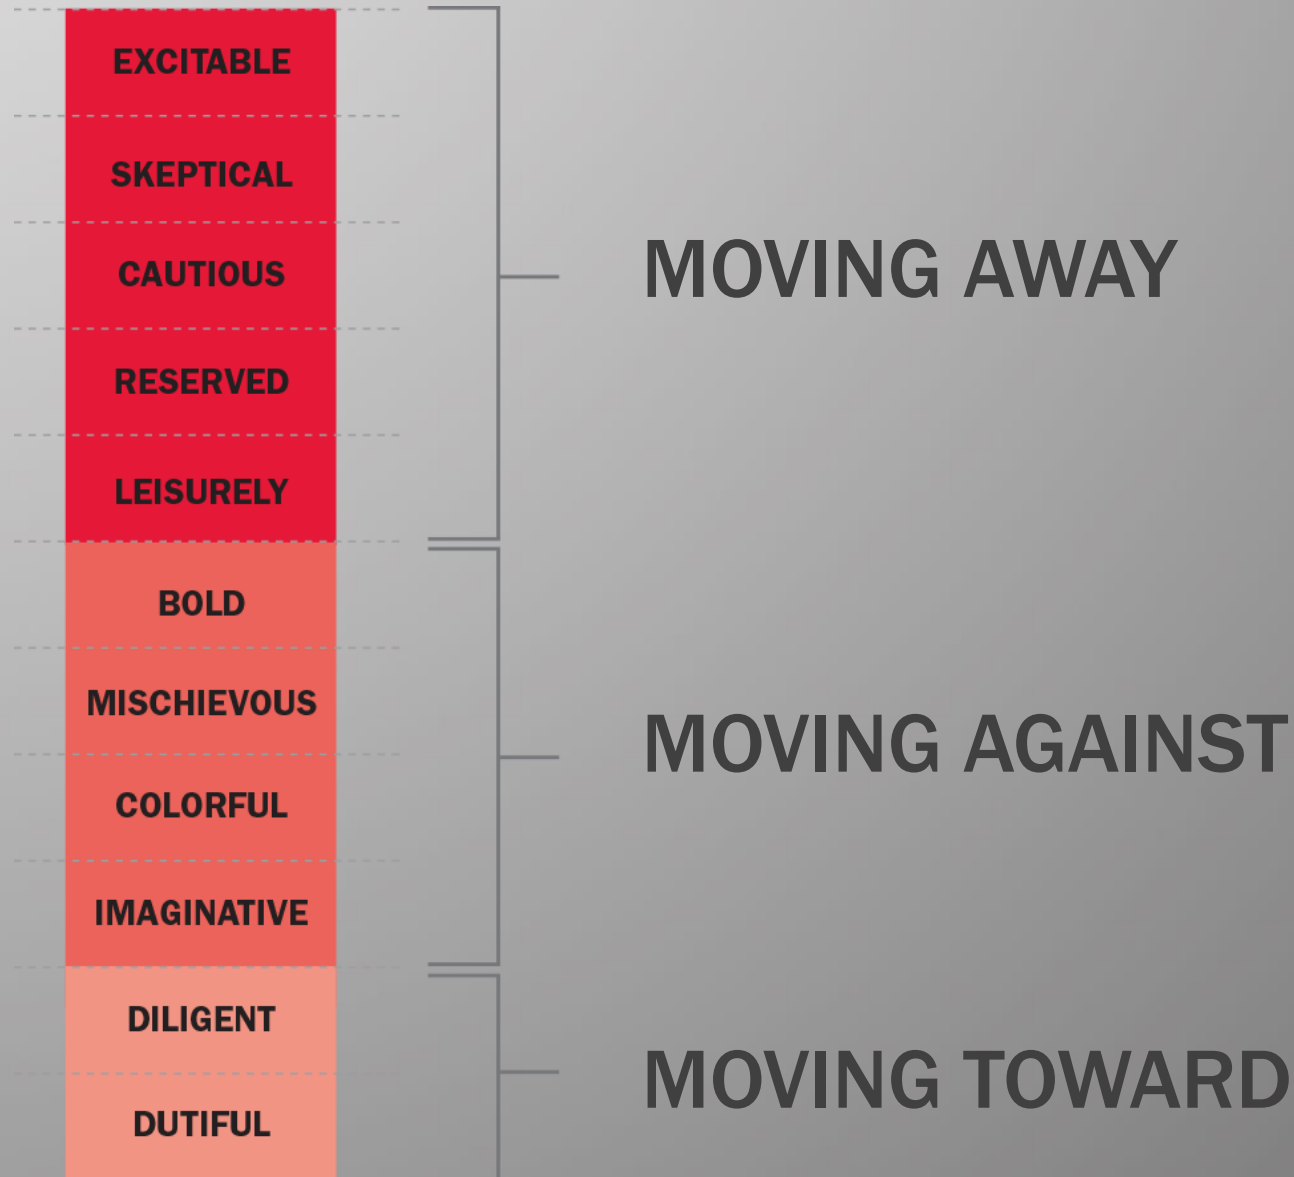 EXCITABLE
SKEPTICAL
CAUTIOUS
RESERVED
LEISURELY
MOVING AWAY
BOLD
MISCHIEVOUS
COLORFUL
IMAGINATIVE
MOVING AGAINST
DILIGENT
DUTIFUL
MOVING TOWARD